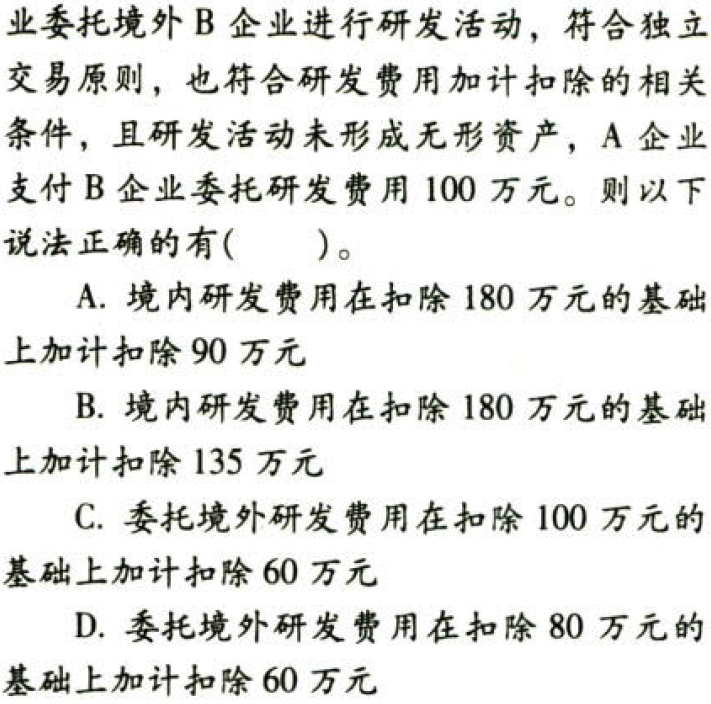 业委托境外 B 企业进行研发活动，符合独立
交易原则，也符合研发费用加计扣除的相关
条件，且研发活动未形成无形资产，A 企业
支付 B 企业委托研发费用 100 万元。则以下
说法正确的有(　　)。
A. 境内研发费用在扣除 180 万元的基础
上加计扣除 90 万元
B. 境内研发费用在扣除 180 万元的基础
上加计扣除 135 万元
C. 委托境外研发费用在扣除 100 万元的
基础上加计扣除 60 万元
D. 委托境外研发费用在扣除 80 万元的
基础上加计扣除 60 万元